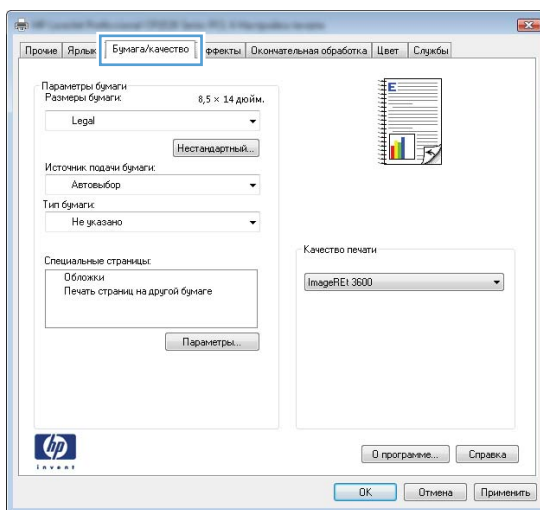 Прочие Ярлык Бумага/качество ффекты Окончательная обработка Цвет Службы
Параметры бумаги
Размеры бумаги: 8,5 × 14 дюйм.
Legal
Нестандартный...
Источник подачи бумаги:
Автовыбор
Тип бумаги:
Не указано
Специальные страницы:
Обложки
Печать страниц на другой бумаге
Параметры...
E
Качество печати
ImageREt 3600
hp
invent
О программе... Справка
OK Отмена Применить